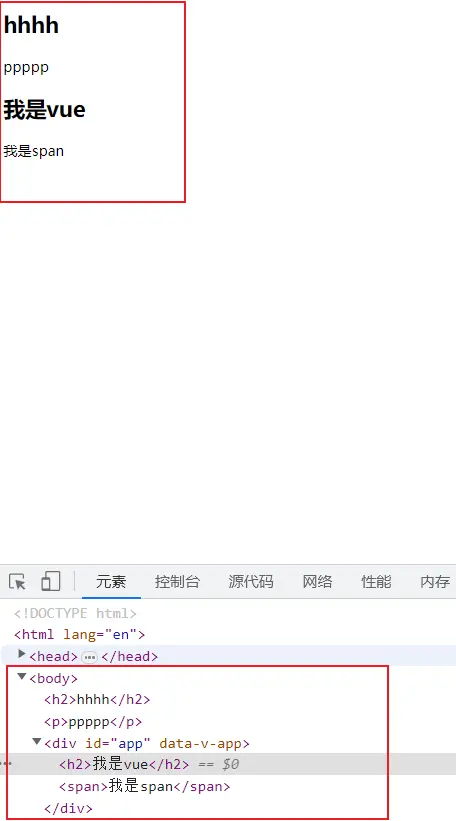 hhhh
ppppp
我是vue
我是span
元素 控制台 源代码 网络 性能 内存
<!DOCTYPE html>
<html lang="en">
<head> ••• </head>
<body>
<h2>hhhh</h2>
<p>ppppp</p>
<div id="app" data-v-app>
••• <h2>我是vue</h2> == $0
<span>我是span</span>
</div>